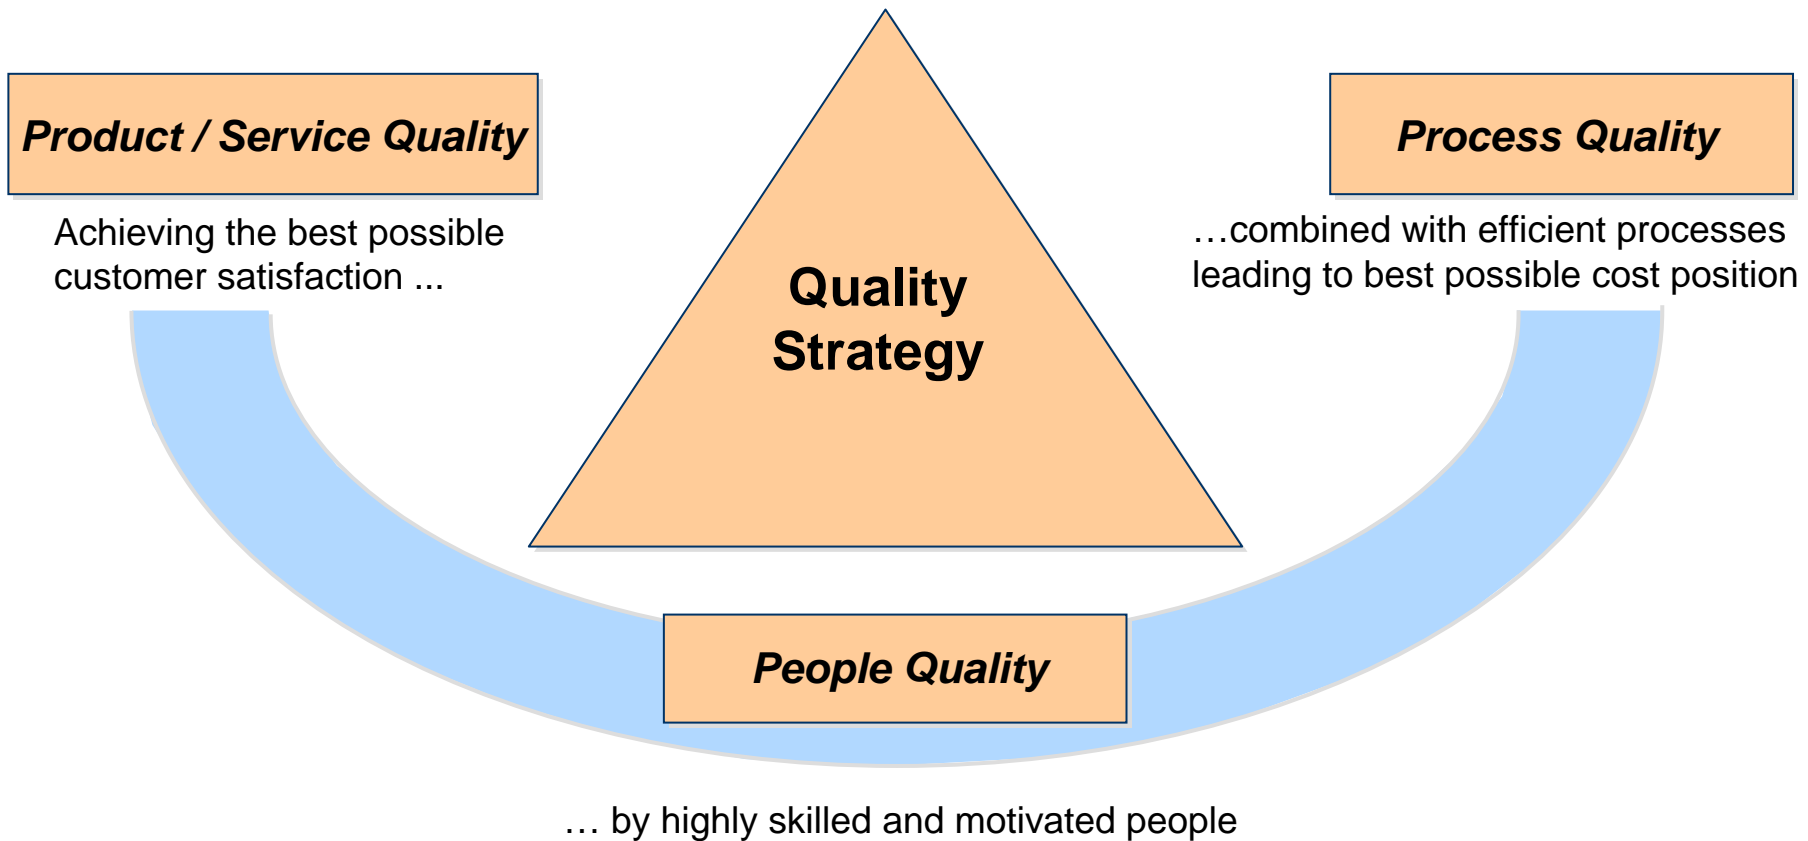 Product / Service Quality
Achieving the best possible
customer satisfaction ...
Quality
Strategy
Process Quality
…combined with efficient processes
leading to best possible cost position
People Quality
… by highly skilled and motivated people